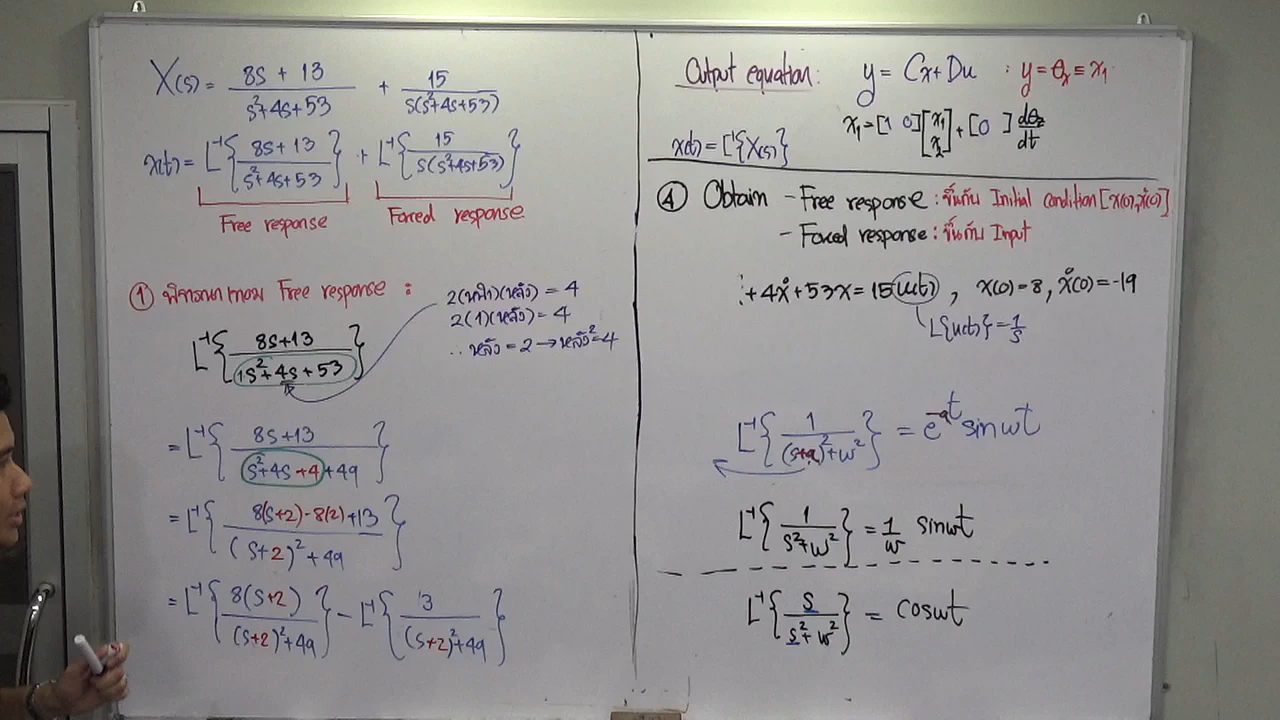 X(s) = (8s + 13)/(s²+4s+53) + 15/(s(s²+4s+53))
x(t) = L⁻¹{(8s+13)/(s²+4s+53)} + L⁻¹{15/(s(s²+4s+53))}
Free response
Forced response
① พิจารณาเทอม Free response :
L⁻¹{(8s+13)/(1s²+4s+53)}
2(หน้า)(หลัง) = 4
2(1)(หลัง) = 4
∴ หลัง = 2 → หลัง² = 4
= L⁻¹{(8s+13)/(s²+4s+4+49)}
= L⁻¹{(8(s+2)-8(2)+13)/((s+2)²+49)}
= L⁻¹{8(s+2)/((s+2)²+49)} - L⁻¹{3/((s+2)²+49)}
Output equation: y = Cx+Du : y = θ₂ ≡ x₁
x₁ = [1 0][x₁ x₂] + [0 ] dθ₂/dt
x(t) = L⁻¹{X(s)}
④ Obtain - Free response : ขึ้นกับ Initial condition [x(0),ẋ(0)]
- Forced response : ขึ้นกับ Input
+4ẋ+53x = 15(u(t)) , x(0) = 8, ẋ(0) = -19
L{u(t)} = 1/s
L⁻¹{1/((s+a)²+w²)} = e⁻ᵃᵗ sinwt
L⁻¹{1/(s²+w²)} = 1/w sinwt
L⁻¹{s/(s²+w²)} = coswt